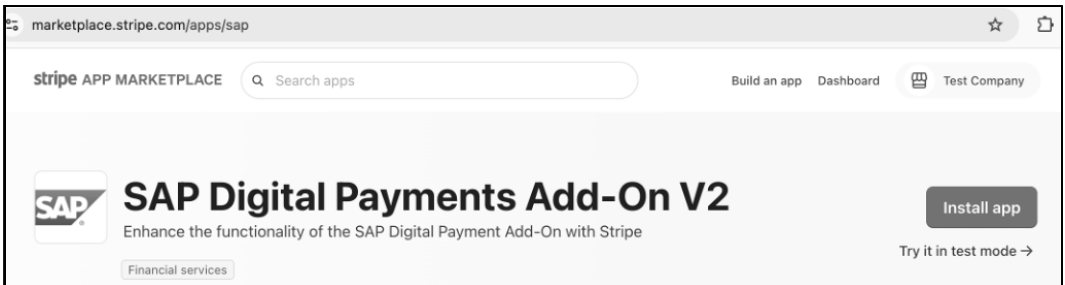 marketplace.stripe.com/apps/sap
stripe APP MARKETPLACE Search apps Build an app Dashboard Test Company
SAP SAP Digital Payments Add-On V2
Install app
Enhance the functionality of the SAP Digital Payment Add-On with Stripe
Try it in test mode →
Financial services